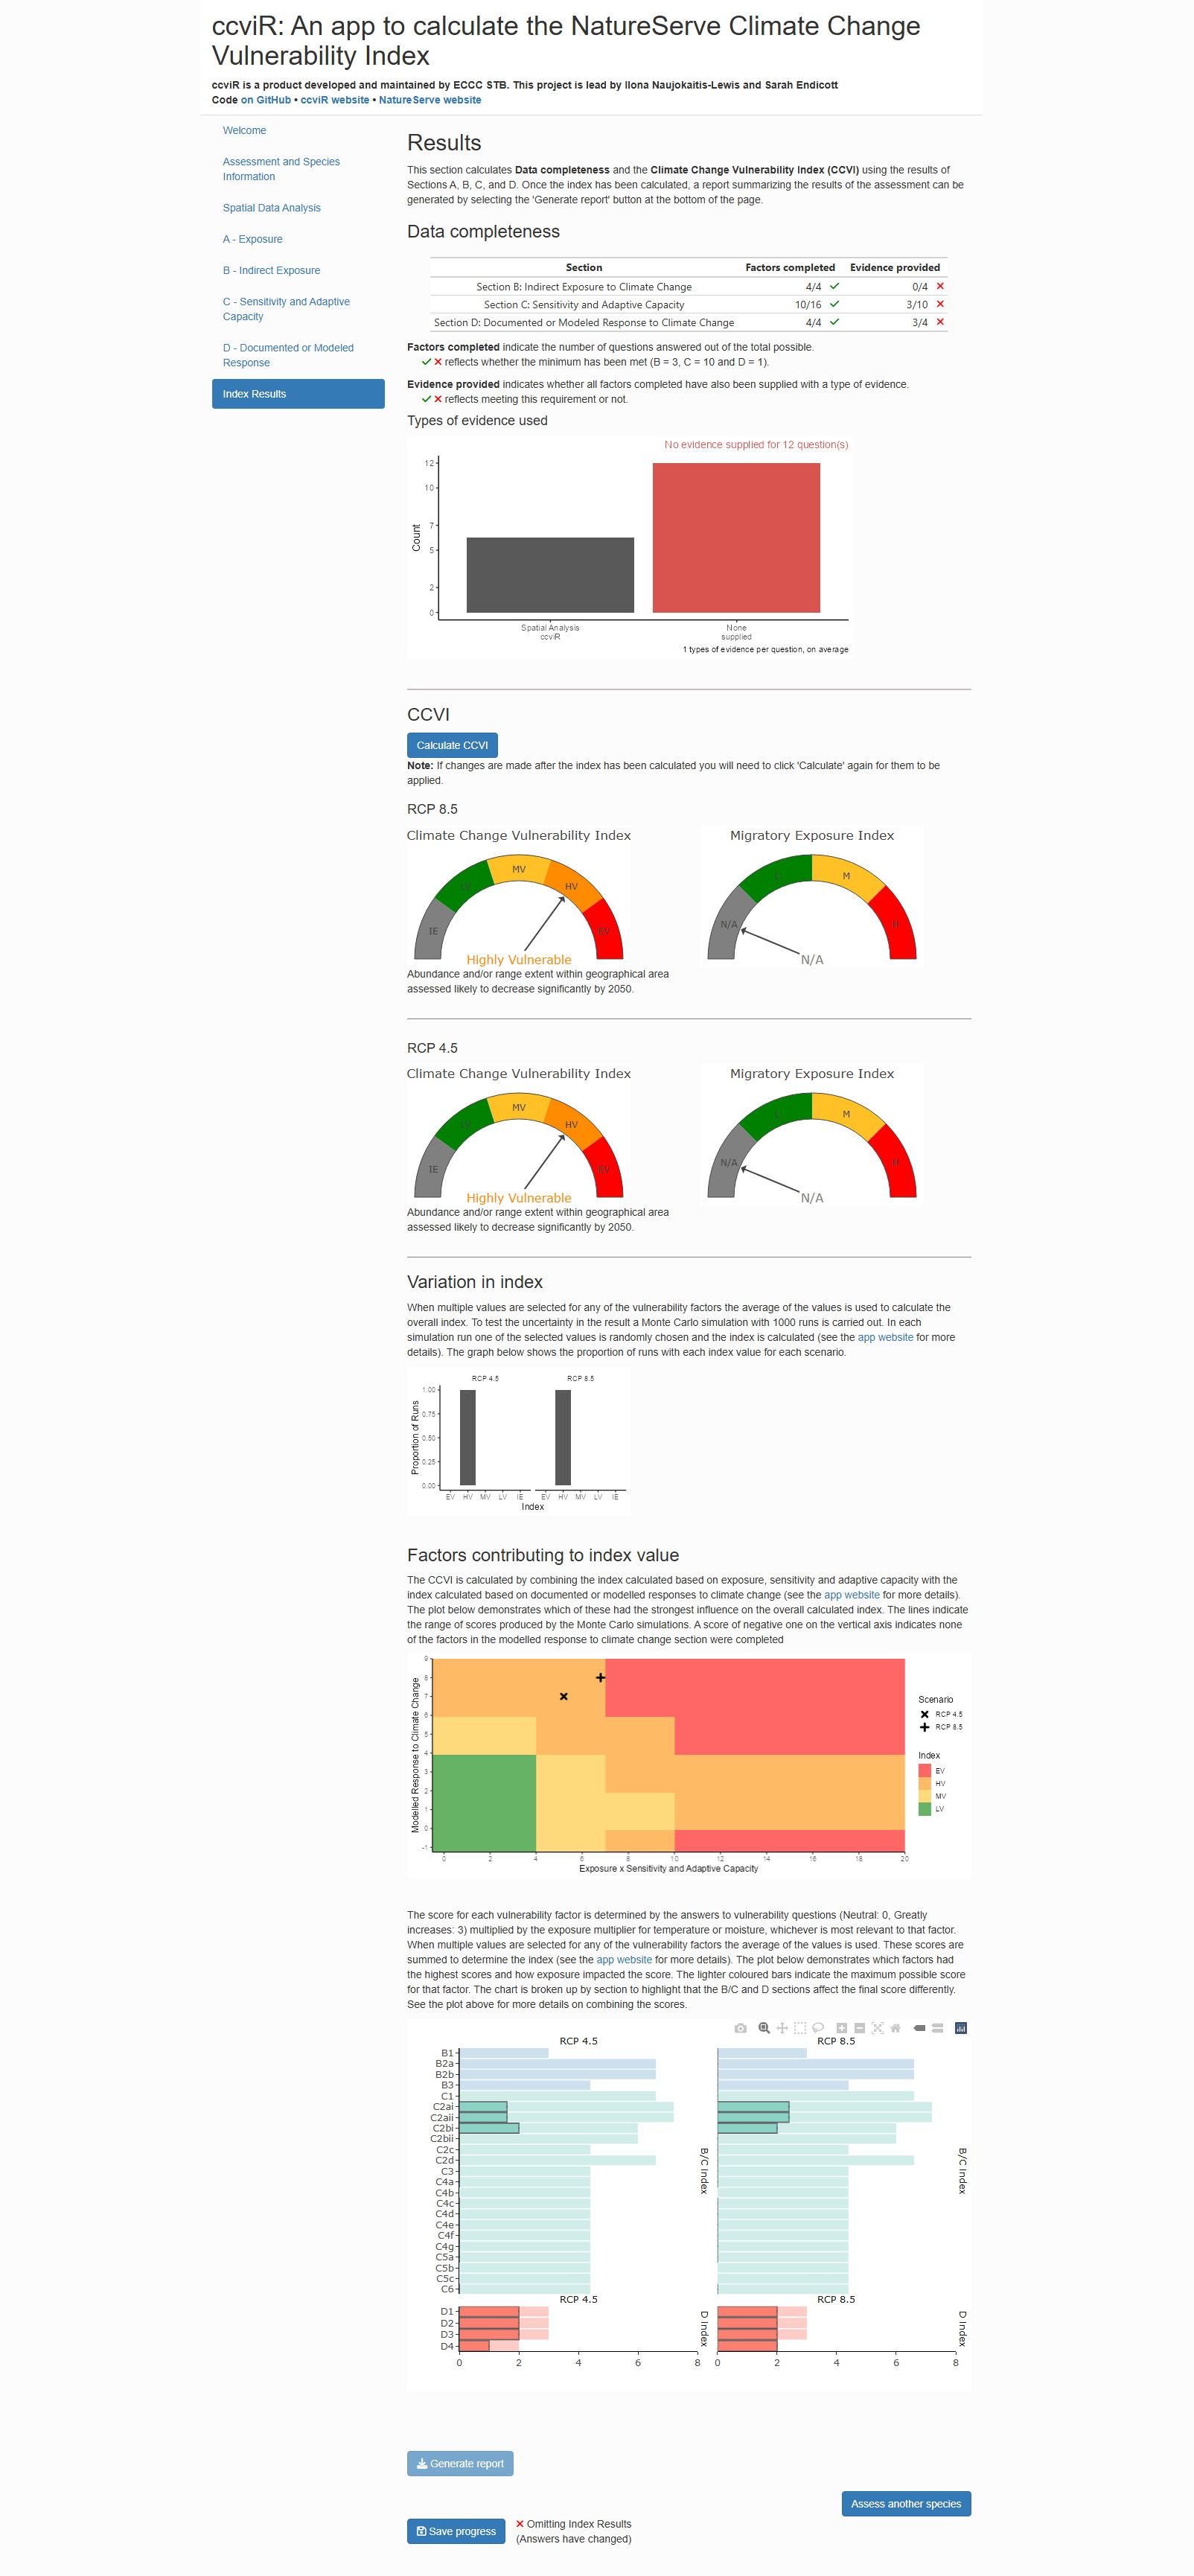 ccviR: An app to calculate the NatureServe Climate Change
Vulnerability Index
ccviR is a product developed and maintained by ECCC STB. This project is lead by Ilona Naujokaitis-Lewis and Sarah Endicott
Code on GitHub • ccviR website • NatureServe website
Welcome
Assessment and Species
Information
Spatial Data Analysis
A - Exposure
B - Indirect Exposure
C - Sensitivity and Adaptive
Capacity
D - Documented or Modeled
Response
Index Results
Results
This section calculates Data completeness and the Climate Change Vulnerability Index (CCVI) using the results of
Sections A, B, C, and D. Once the index has been calculated, a report summarizing the results of the assessment can be
generated by selecting the 'Generate report' button at the bottom of the page.
Data completeness
Section Factors completed Evidence provided
Section B: Indirect Exposure to Climate Change 4/4 ✓ 0/4 ✕
Section C: Sensitivity and Adaptive Capacity 10/16 ✓ 3/10 ✕
Section D: Documented or Modeled Response to Climate Change 4/4 ✓ 3/4 ✕
Factors completed indicate the number of questions answered out of the total possible.
✓ ✕ reflects whether the minimum has been met (B = 3, C = 10 and D = 1).
Evidence provided indicates whether all factors completed have also been supplied with a type of evidence.
✓ ✕ reflects meeting this requirement or not.
Types of evidence used
No evidence supplied for 12 question(s)
12
10
7
5
2
0
Count
Spatial Analysis
ccviR
None
supplied
1 types of evidence per question, on average
CCVI
Calculate CCVI
Note: If changes are made after the index has been calculated you will need to click 'Calculate' again for them to be
applied.
RCP 8.5
Climate Change Vulnerability Index
IE
MV
HV
EV
Highly Vulnerable
Migratory Exposure Index
N/A
M
N/A
Abundance and/or range extent within geographical area
assessed likely to decrease significantly by 2050.
RCP 4.5
Climate Change Vulnerability Index
IE
MV
HV
EV
Highly Vulnerable
Migratory Exposure Index
N/A
M
N/A
Abundance and/or range extent within geographical area
assessed likely to decrease significantly by 2050.
Variation in index
When multiple values are selected for any of the vulnerability factors the average of the values is used to calculate the
overall index. To test the uncertainty in the result a Monte Carlo simulation with 1000 runs is carried out. In each
simulation run one of the selected values is randomly chosen and the index is calculated (see the app website for more
details). The graph below shows the proportion of runs with each index value for each scenario.
RCP 4.5 RCP 8.5
1.00
0.75
0.50
0.25
0.00
Proportion of Runs
EV HV MV LV IE EV HV MV LV IE
Index
Factors contributing to index value
The CCVI is calculated by combining the index calculated based on exposure, sensitivity and adaptive capacity with the
index calculated based on documented or modelled responses to climate change (see the app website for more details).
The plot below demonstrates which of these had the strongest influence on the overall calculated index. The lines indicate
the range of scores produced by the Monte Carlo simulations. A score of negative one on the vertical axis indicates none
of the factors in the modelled response to climate change section were completed
Modelled Response to Climate Change
9
8
7
6
5
4
3
2
1
0
-1
0 2 4 6 8 10 12 14 16 18 20
Exposure x Sensitivity and Adaptive Capacity
Scenario
RCP 4.5
RCP 8.5
Index
EV
HV
MV
LV
The score for each vulnerability factor is determined by the answers to vulnerability questions (Neutral: 0, Greatly
increases: 3) multiplied by the exposure multiplier for temperature or moisture, whichever is most relevant to that factor.
When multiple values are selected for any of the vulnerability factors the average of the values is used. These scores are
summed to determine the index (see the app website for more details). The plot below demonstrates which factors had
the highest scores and how exposure impacted the score. The lighter coloured bars indicate the maximum possible score
for that factor. The chart is broken up by section to highlight that the B/C and D sections affect the final score differently.
See the plot above for more details on combining the scores.
RCP 4.5 RCP 8.5
B1
B2a
B2b
B3
C1
C2ai
C2aii
C2bi
C2bii
C2c
C2d
C3
C4a
C4b
C4c
C4d
C4e
C4f
C4g
C5a
C5b
C5c
C6
B/C Index
B/C Index
RCP 4.5 RCP 8.5
D1
D2
D3
D4
D Index
D Index
0 2 4 6 8 0 2 4 6 8
Generate report
Assess another species
Save progress
✕ Omitting Index Results
(Answers have changed)